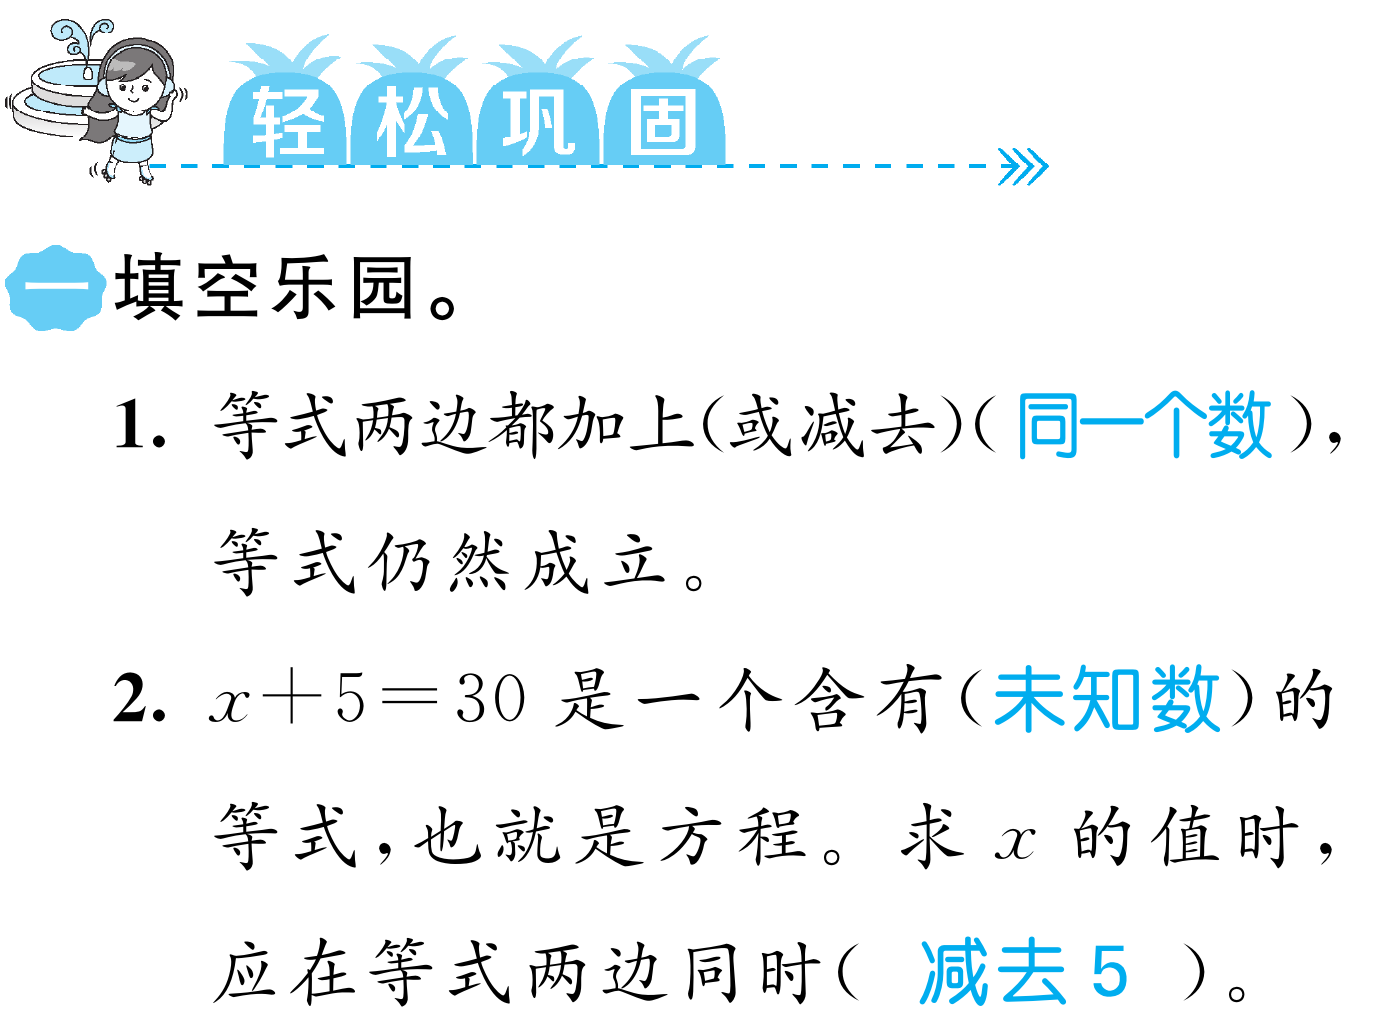 轻松巩固
一 填空乐园。
1. 等式两边都加上(或减去)(同一个数),
等式仍然成立。
2. x+5=30 是一个含有(未知数)的
等式,也就是方程。求 x 的值时,
应在等式两边同时( 减去 5 )。